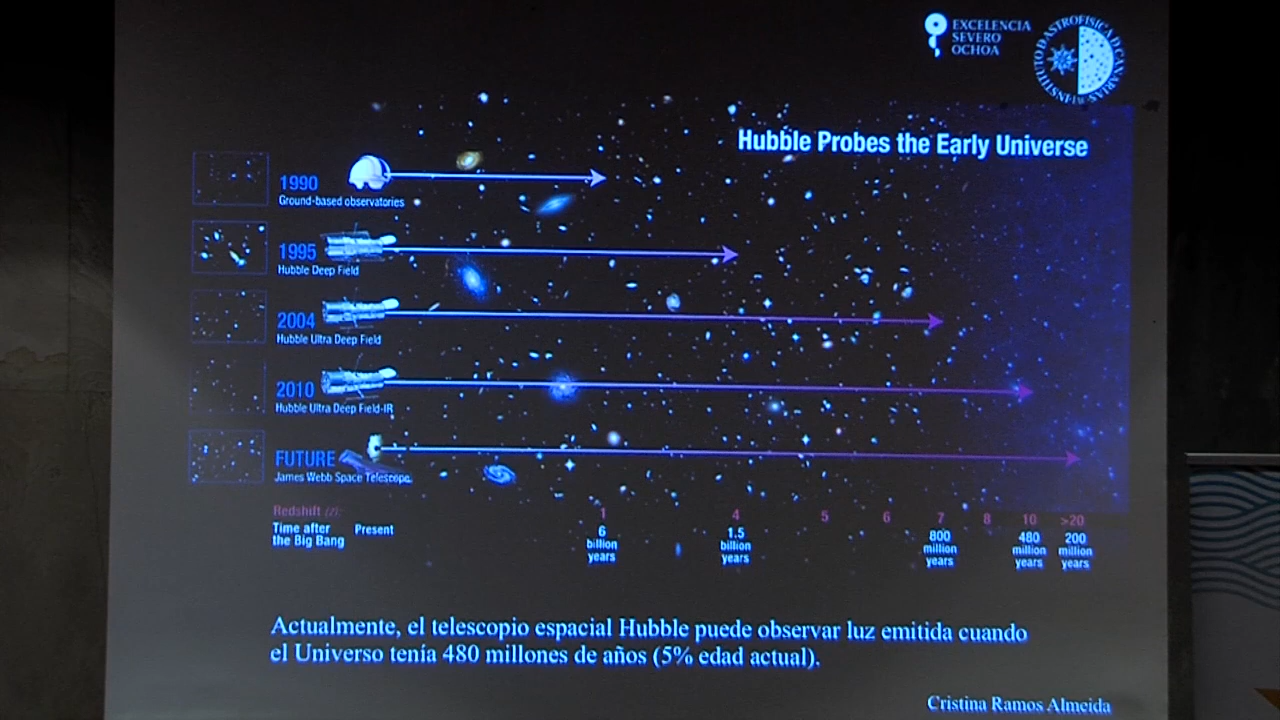 EXCELENCIA
SEVERO
OCHOA
INSTITUTO D ASTROFISICA D CANARIAS
Hubble Probes the Early Universe
1990
Ground-based observatories
1995
Hubble Deep Field
2004
Hubble Ultra Deep Field
2010
Hubble Ultra Deep Field-IR
FUTURE
James Webb Space Telescope
Redshift (z): 1 4 5 6 7 8 10 >20
Time after
the Big Bang
Present
6
billion
years
1.5
billion
years
800
million
years
480
million
years
200
million
years
Actualmente, el telescopio espacial Hubble puede observar luz emitida cuando
el Universo tenía 480 millones de años (5% edad actual).
Cristina Ramos Almeida